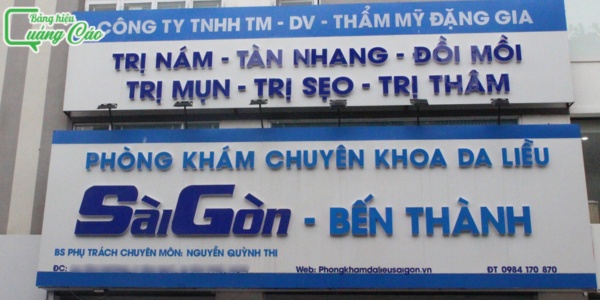 Bảng hiệu
Quảng Cáo
CÔNG TY TNHH TM - DV - THẨM MỸ ĐẶNG GIA
TRỊ NÁM - TÀN NHANG - ĐỒI MỒI
TRỊ MỤN - TRỊ SẸO - TRỊ THÂM
PHÒNG KHÁM CHUYÊN KHOA DA LIỄU
SàiGòn - BẾN THÀNH
BS PHỤ TRÁCH CHUYÊN MÔN: NGUYỄN QUỲNH THI
ĐC:
Web: Phongkhamdalieusaigon.vn
ĐT 0984 170 870